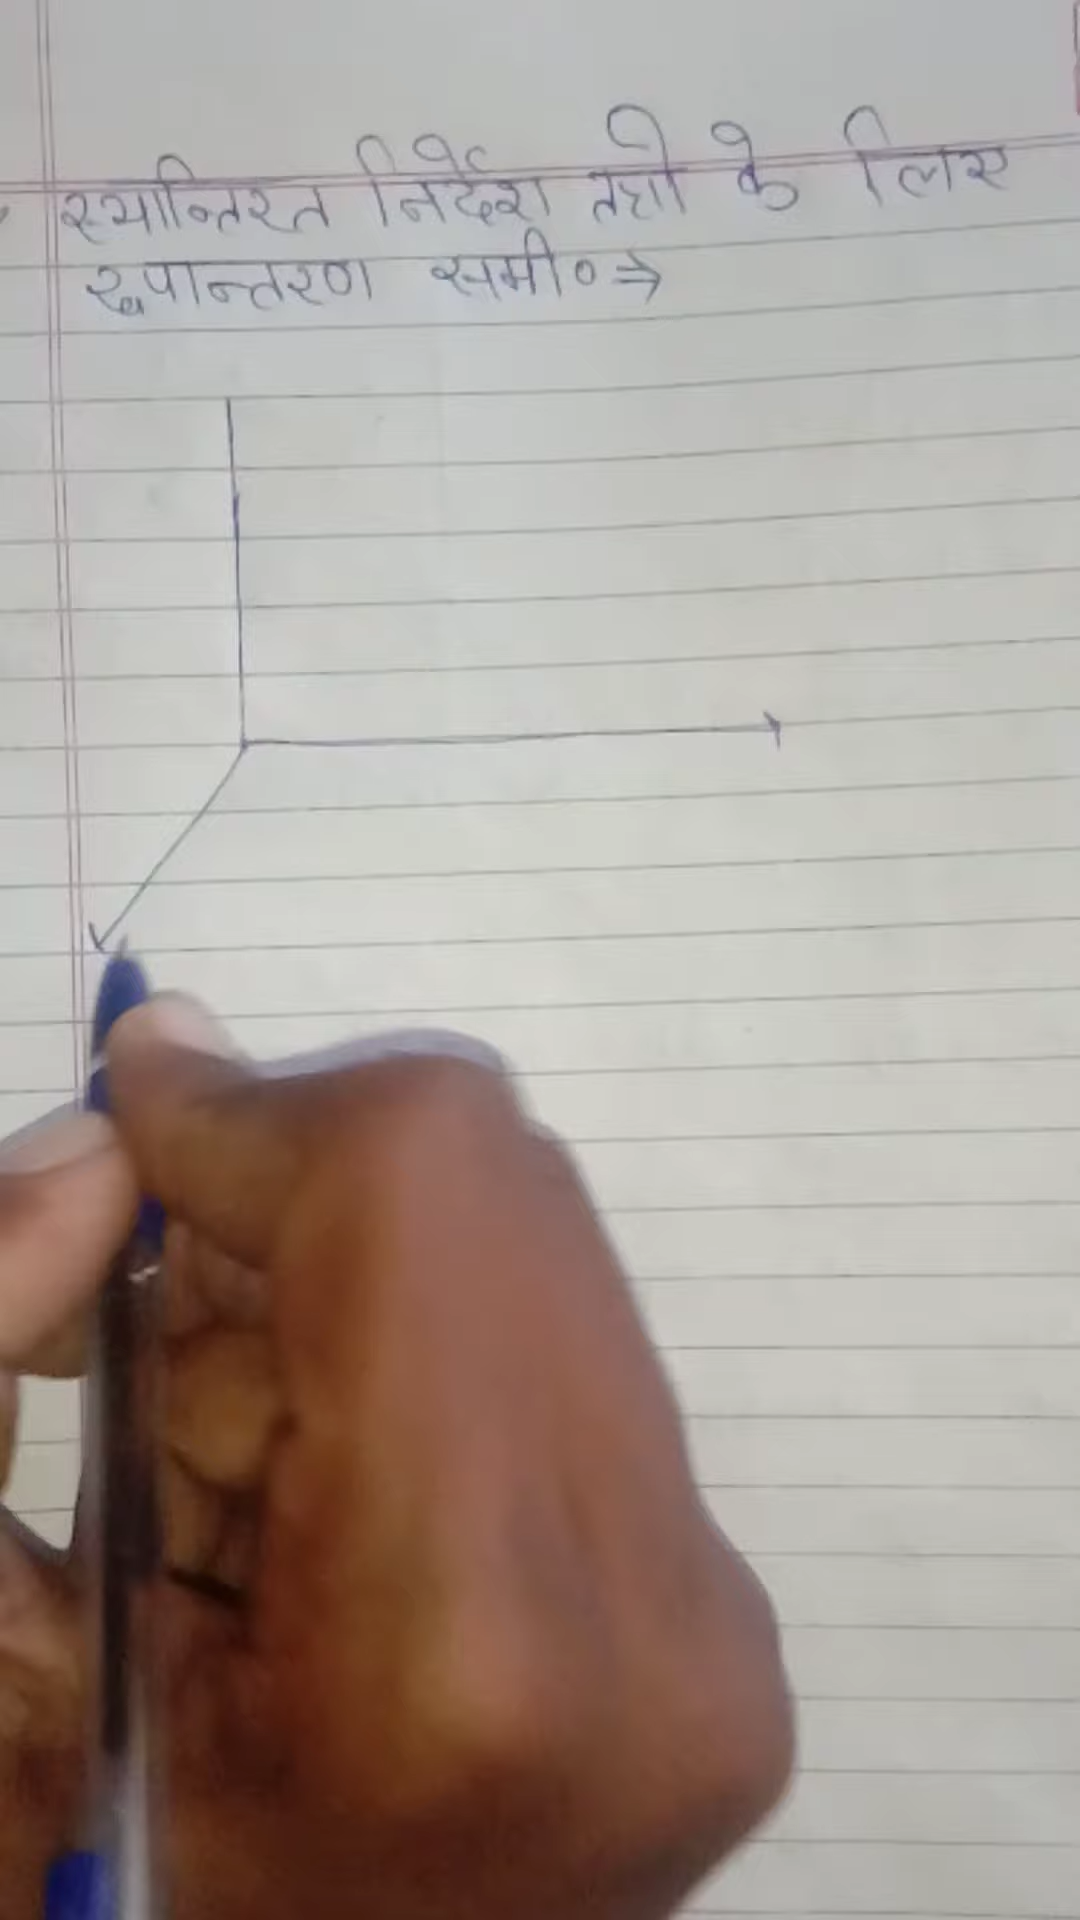 स्थान्तिरत निर्देश तंत्रो के लिए
रूपान्तरण समी० ⇒